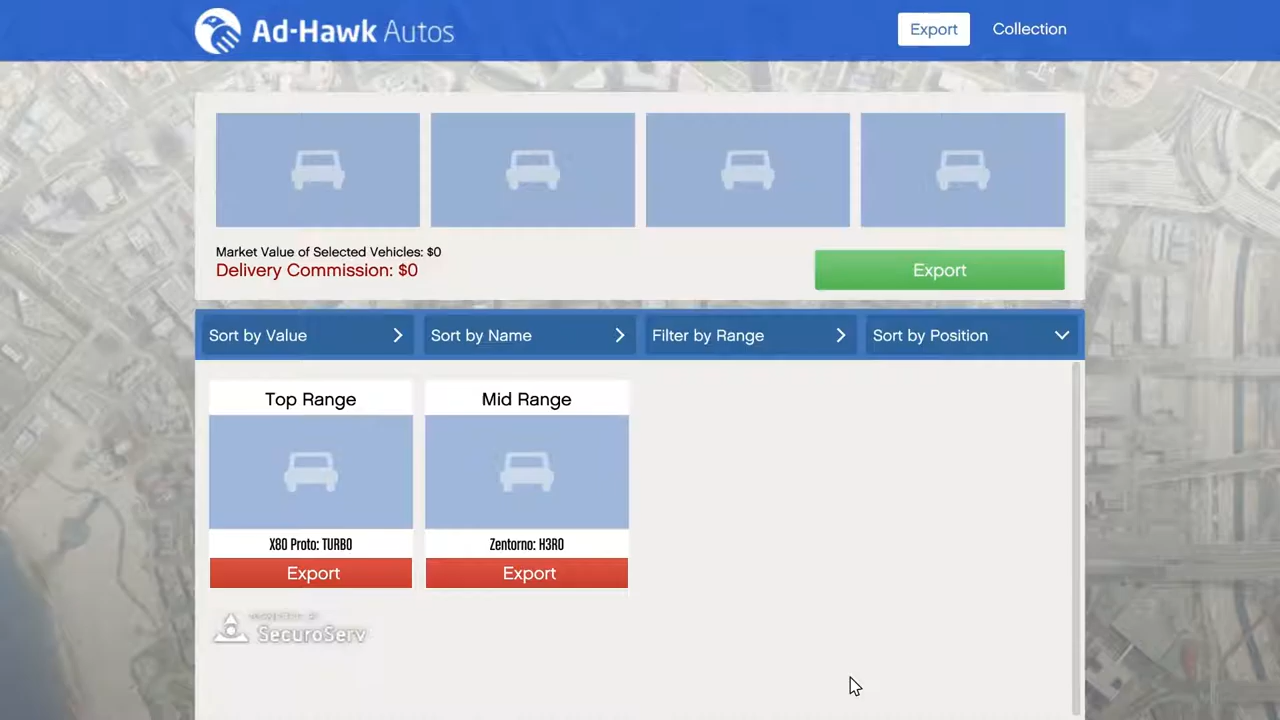 Ad-Hawk Autos
Export
Collection
Market Value of Selected Vehicles: $0
Delivery Commission: $0
Export
Sort by Value
Sort by Name
Filter by Range
Sort by Position
Top Range
Mid Range
X80 Proto: TURB0
Zentorno: H3R0
Export
Export
SecuroServ